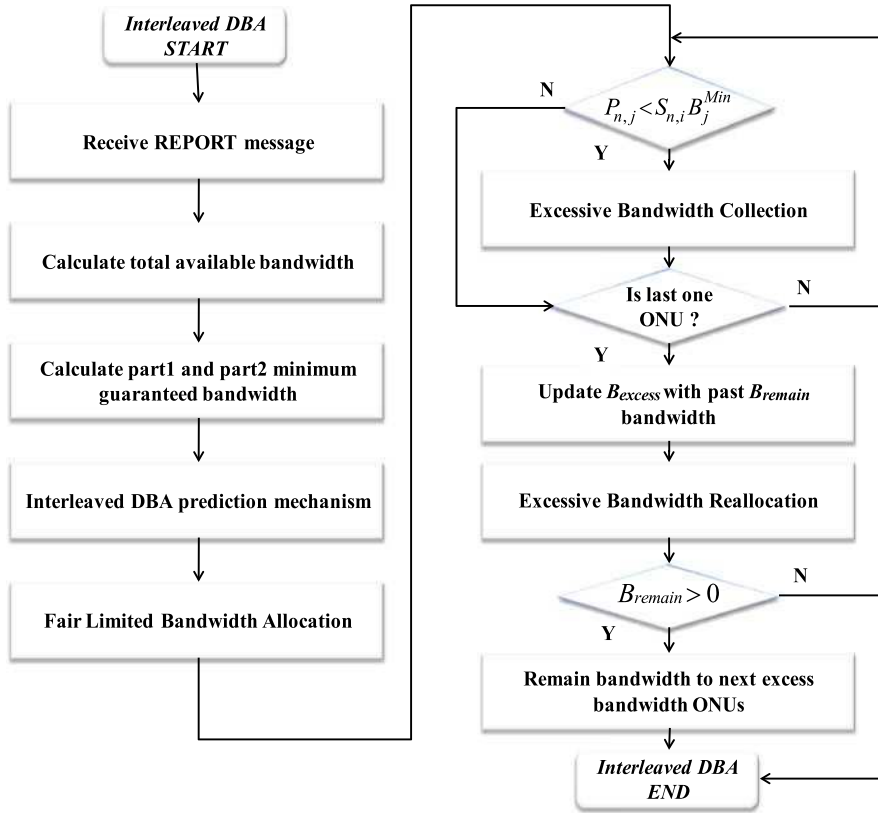 Interleaved DBA
START
Receive REPORT message
Calculate total available bandwidth
Calculate part1 and part2 minimum
guaranteed bandwidth
Interleaved DBA prediction mechanism
Fair Limited Bandwidth Allocation
N
P_{n,j} < S_{n,i} B_j^{Min}
Y
Excessive Bandwidth Collection
Is last one
ONU ?
N
Y
Update B_{excess} with past B_{remain}
bandwidth
Excessive Bandwidth Reallocation
B_{remain} > 0
N
Y
Remain bandwidth to next excess
bandwidth ONUs
Interleaved DBA
END